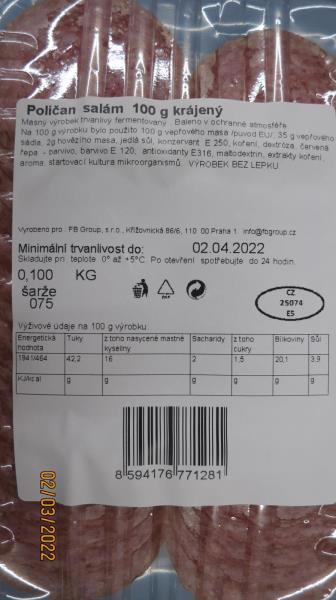 Poličan salám 100 g krájený
Masný výrobek trvanlivý fermentovaný . Baleno v ochranné atmosféře
Na 100 g výrobku bylo použito 100 g vepřového masa /původ EU/, 35 g vepřového
sádla, 2g hovězího masa, jedlá sůl, konzervant E 250, koření, dextróza, červená
řepa - barvivo, barvivo E 120, antioxidanty E316, maltodextrin, extrakty koření,
aroma, startovací kultura mikroorganismů. VÝROBEK BEZ LEPKU
Vyrobeno pro : FB Group, s.r.o., Křižovnická 86/6, 110 00 Praha 1 info@fbgroup.cz
Minimální trvanlivost do: 02.04.2022
Skladujte při teplotě 0° až +5°C. Po otevření spotřebujte do 24 hodin.
0,100 KG
šarže
075
PAP
CZ
25074
ES
Výživové údaje na 100 g výrobku
Energetická hodnota Tuky z toho nasycené mastné kyseliny Sacharidy z toho cukry Bílkoviny Sůl
1941/464 42,2 16 2 1,5 20,1 3,9
KJ/kcal g g g g g g
8 594176 771281
02/03/2022